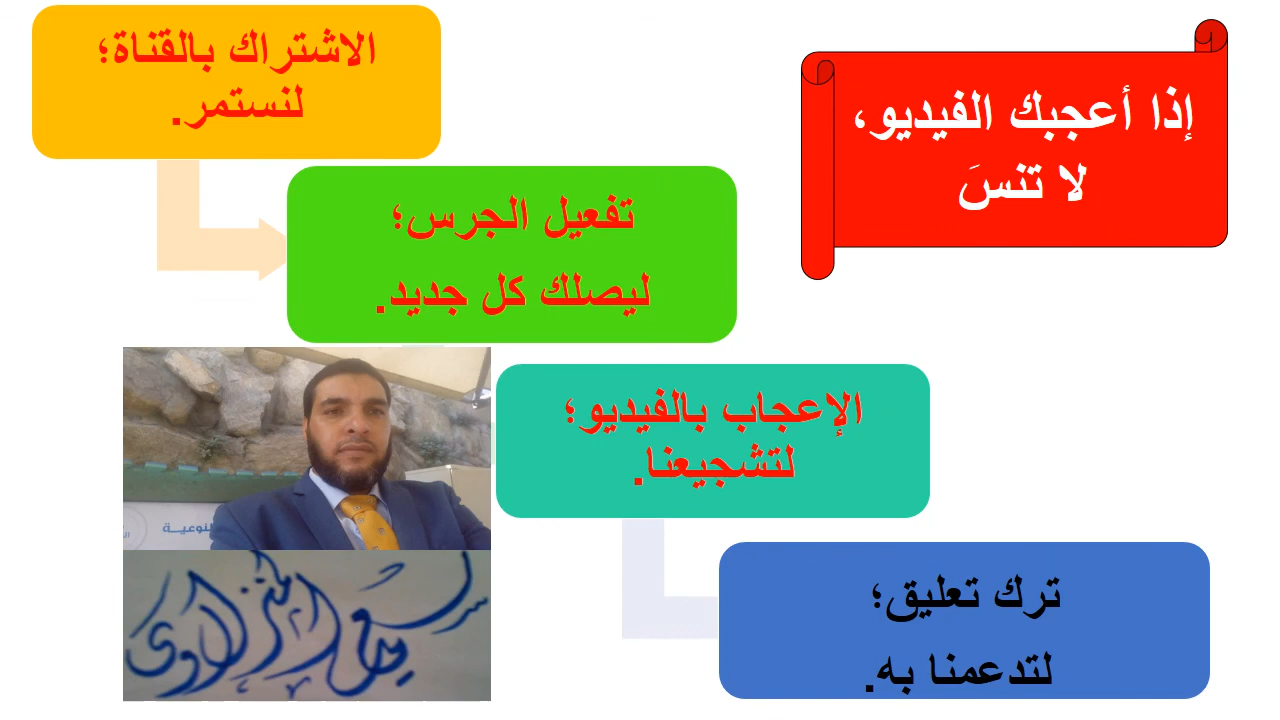 إذا أعجبك الفيديو،
لا تنسَ
الاشتراك بالقناة؛
لنستمر.
تفعيل الجرس؛
ليصلك كل جديد.
الإعجاب بالفيديو؛
لتشجيعنا.
ترك تعليق؛
لتدعمنا به.
لنوعيـة